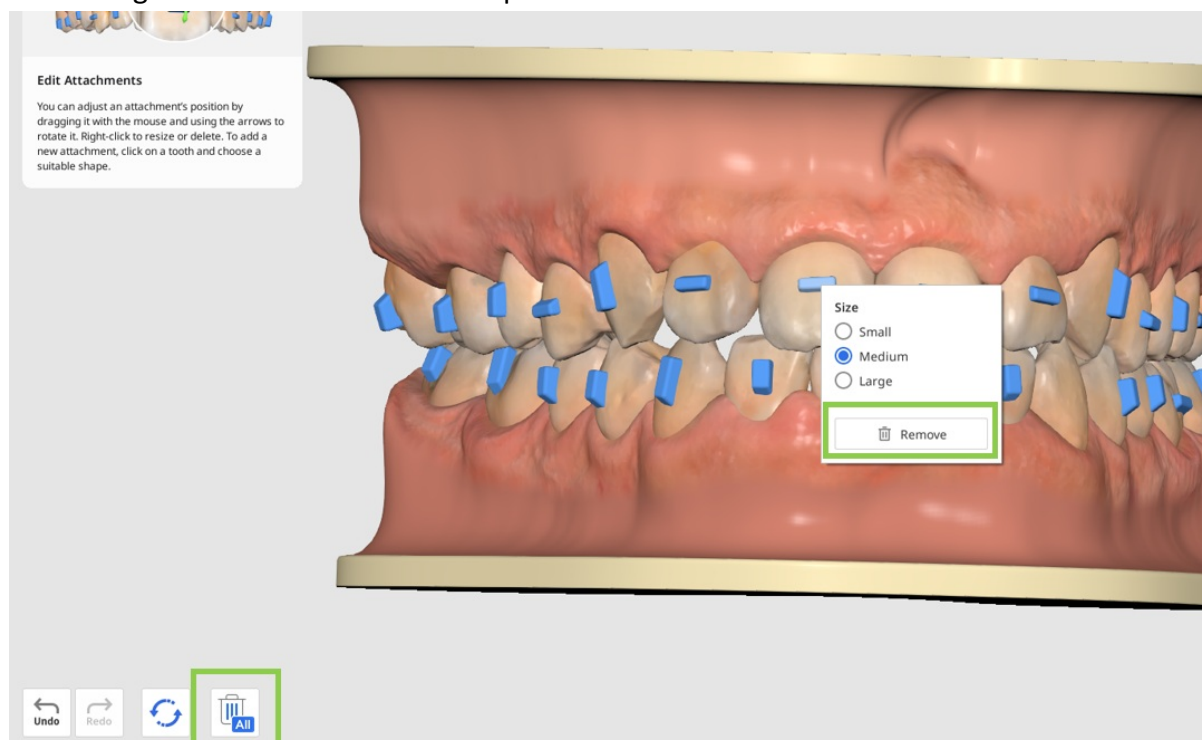 Edit Attachments
You can adjust an attachment's position by
dragging it with the mouse and using the arrows to
rotate it. Right-click to resize or delete. To add a
new attachment, click on a tooth and choose a
suitable shape.
Size
Small
Medium
Large
Remove
Undo
Redo
All